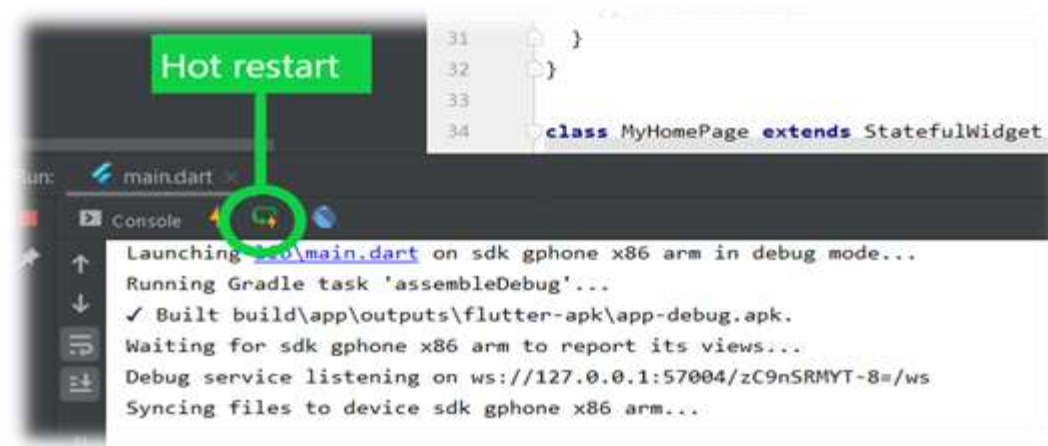 Hot restart
31 }
32 }
33
34 class MyHomePage extends StatefulWidget
Run:
main.dart
Console
Launching lib\main.dart on sdk gphone x86 arm in debug mode...
Running Gradle task 'assembleDebug'...
✓ Built build\app\outputs\flutter-apk\app-debug.apk.
Waiting for sdk gphone x86 arm to report its views...
Debug service listening on ws://127.0.0.1:57004/zC9nSRMYT-8=/ws
Syncing files to device sdk gphone x86 arm...